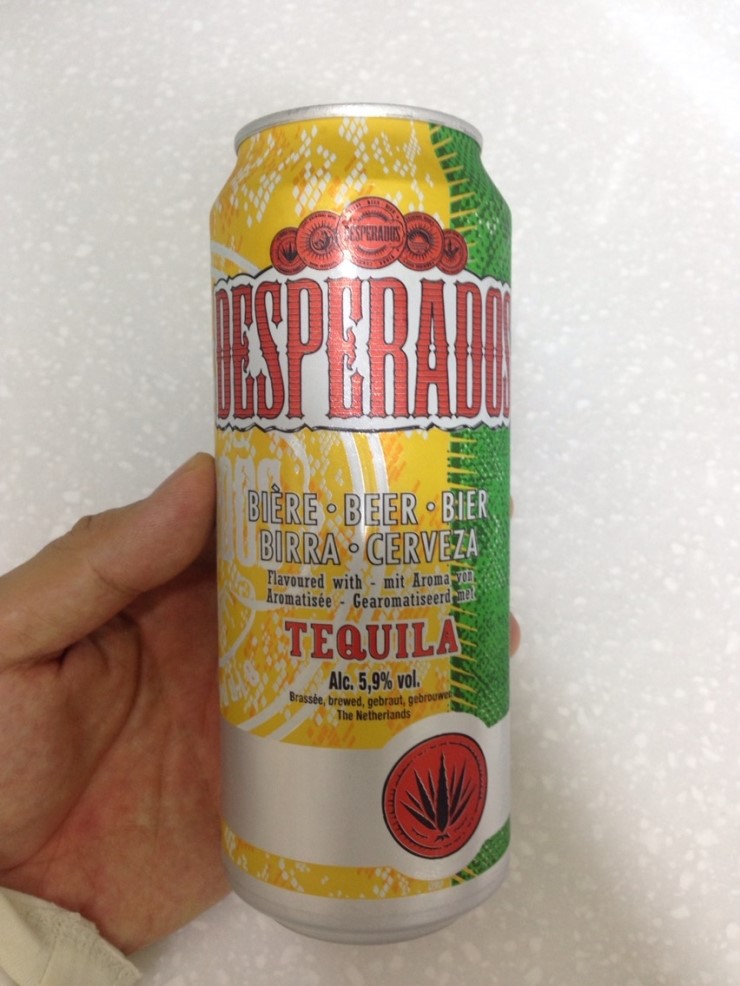 DESPERADOS
DESPERADOS
BIÈRE • BEER • BIER
BIRRA • CERVEZA
Flavoured with - mit Aroma von
Aromatisée - Gearomatiseerd met
TEQUILA
Alc. 5,9% vol.
Brassée, brewed, gebraut, gebrouwen
The Netherlands